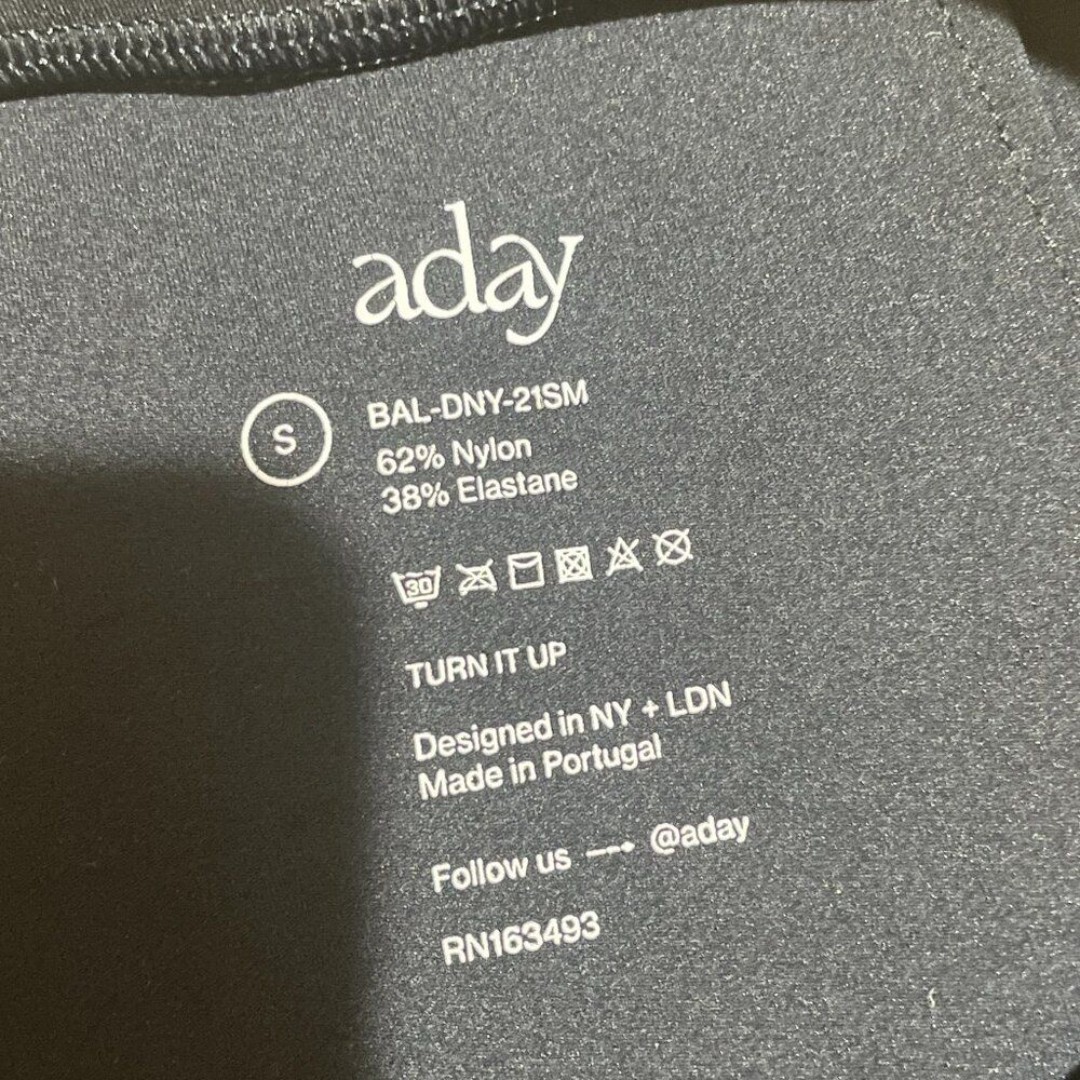 aday
S
BAL-DNY-21SM
62% Nylon
38% Elastane
30
TURN IT UP
Designed in NY + LDN
Made in Portugal
Follow us @aday
RN163493